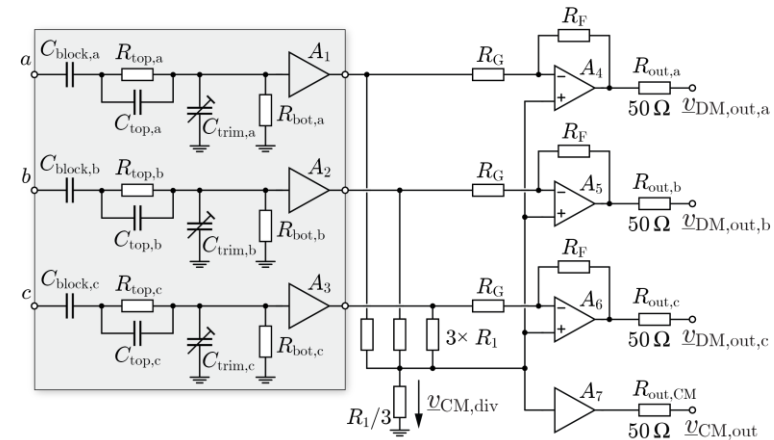 a C_block,a R_top,a C_top,a C_trim,a R_bot,a A_1 R_G R_F A_4 − + R_out,a 50 Ω v_DM,out,a
b C_block,b R_top,b C_top,b C_trim,b R_bot,b A_2 R_G R_F A_5 − + R_out,b 50 Ω v_DM,out,b
c C_block,c R_top,c C_top,c C_trim,c R_bot,c A_3 R_G R_F A_6 − + R_out,c 50 Ω v_DM,out,c
3× R_1
R_1/3 v_CM,div A_7 R_out,CM 50 Ω v_CM,out